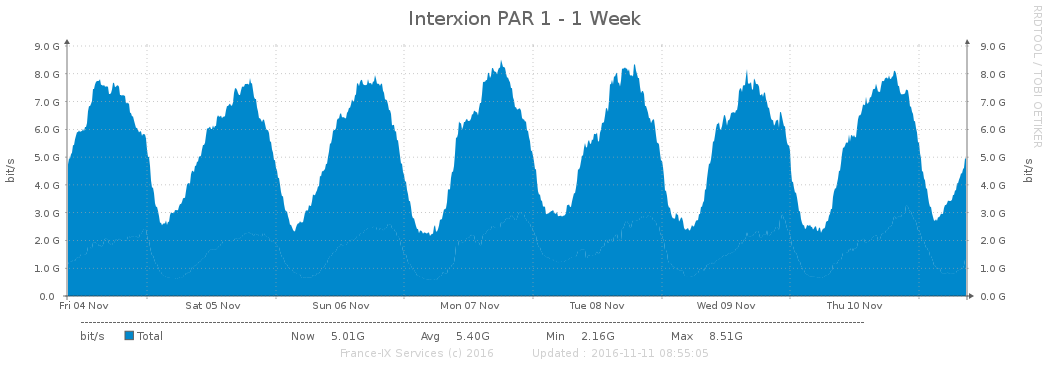 Interxion PAR 1 - 1 Week
RRDTOOL / TOBI OETIKER
9.0 G 9.0 G
8.0 G 8.0 G
7.0 G 7.0 G
6.0 G 6.0 G
5.0 G 5.0 G
4.0 G 4.0 G
3.0 G 3.0 G
2.0 G 2.0 G
1.0 G 1.0 G
0.0 0.0 G
bit/s bit/s
Fri 04 Nov Sat 05 Nov Sun 06 Nov Mon 07 Nov Tue 08 Nov Wed 09 Nov Thu 10 Nov
bit/s Total Now 5.01G Avg 5.40G Min 2.16G Max 8.51G
France-IX Services (c) 2016 Updated : 2016-11-11 08:55:05